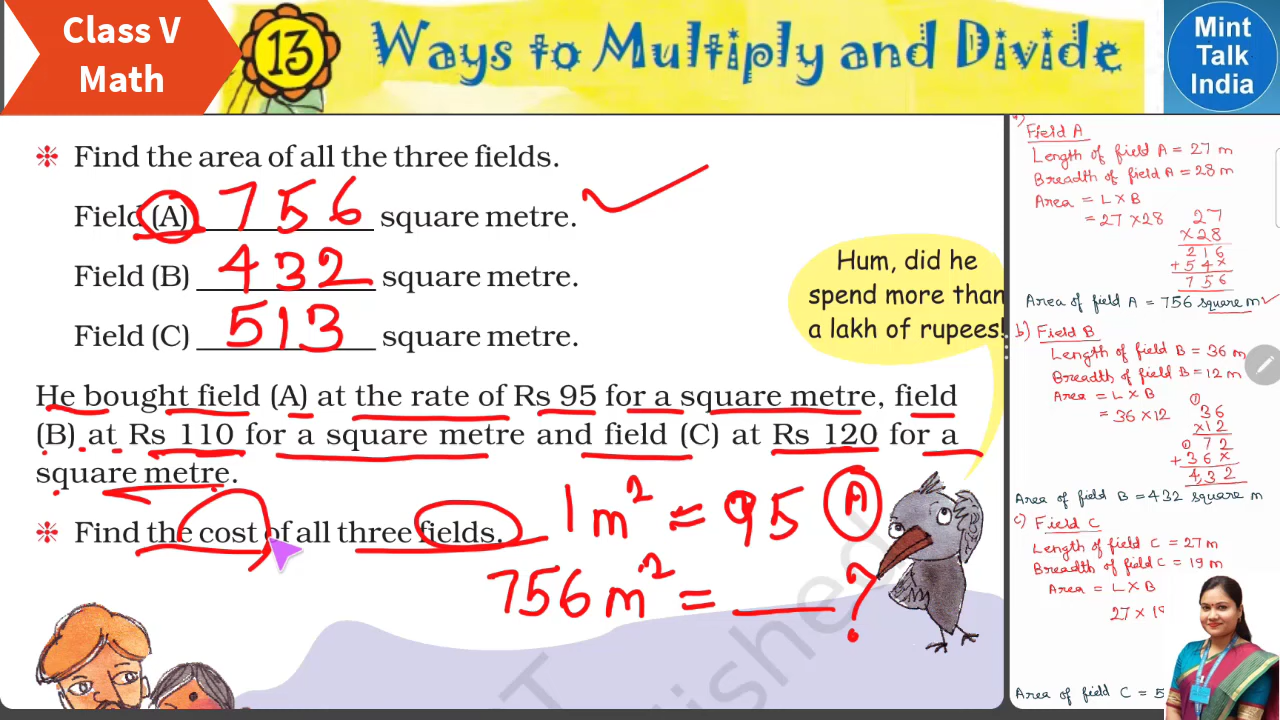 Class V
Math
13
Ways to Multiply and Divide
Mint
Talk
India
❉ Find the area of all the three fields.
Field (A) 756 square metre.
Field (B) 432 square metre.
Field (C) 513 square metre.
Hum, did he
spend more than
a lakh of rupees!
He bought field (A) at the rate of Rs 95 for a square metre, field
(B) at Rs 110 for a square metre and field (C) at Rs 120 for a
square metre.
❉ Find the cost of all three fields.
1 m² = 95 (A)
756 m² = ___ ?
Field A
Length of field A = 27 m
Breadth of field A = 28 m
Area = L × B
= 27 × 28
27
×28
216
+54×
756
Area of field A = 756 square m
b) Field B
Length of field B = 36 m
Breadth of field B = 12 m
Area = L × B
= 36 × 12
36
×12
72
+36×
432
Area of field B = 432 square m
c) Field C
Length of field C = 27 m
Breadth of field C = 19 m
Area = L × B
27 × 19
Area of field C = 5